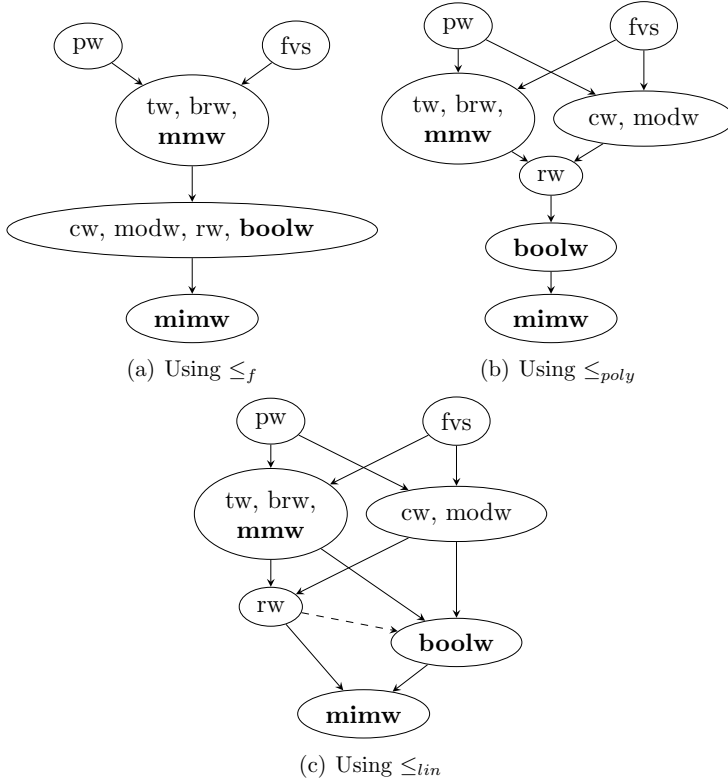 pw
fvs
tw, brw,
mmw
cw, modw, rw, boolw
mimw
(a) Using ≤f
pw
fvs
tw, brw,
mmw
cw, modw
rw
boolw
mimw
(b) Using ≤poly
pw
fvs
tw, brw,
mmw
cw, modw
rw
boolw
mimw
(c) Using ≤lin